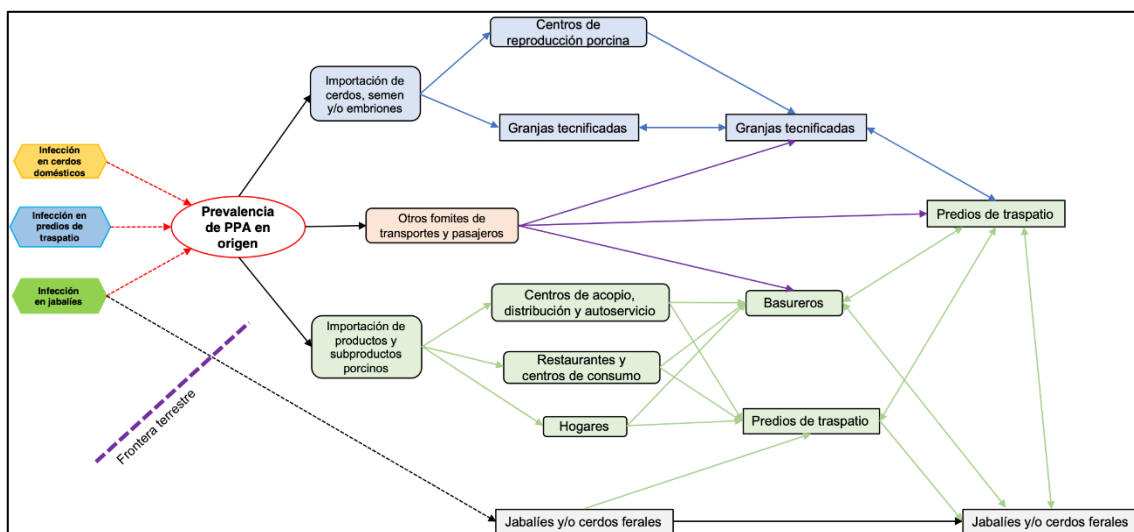 Centros de
reproducción porcina
Importación de
cerdos, semen
y/o embriones
Granjas tecnificadas
Granjas tecnificadas
Infección
en cerdos
domésticos
Infección en
predios de
traspatio
Infección
en jabalíes
Prevalencia
de PPA en
origen
Otros fomites de
transportes y pasajeros
Predios de traspatio
Importación de
productos y
subproductos
porcinos
Centros de acopio,
distribución y autoservicio
Basureros
Restaurantes y
centros de consumo
Hogares
Predios de traspatio
Frontera terrestre
Jabalíes y/o cerdos ferales
Jabalíes y/o cerdos ferales